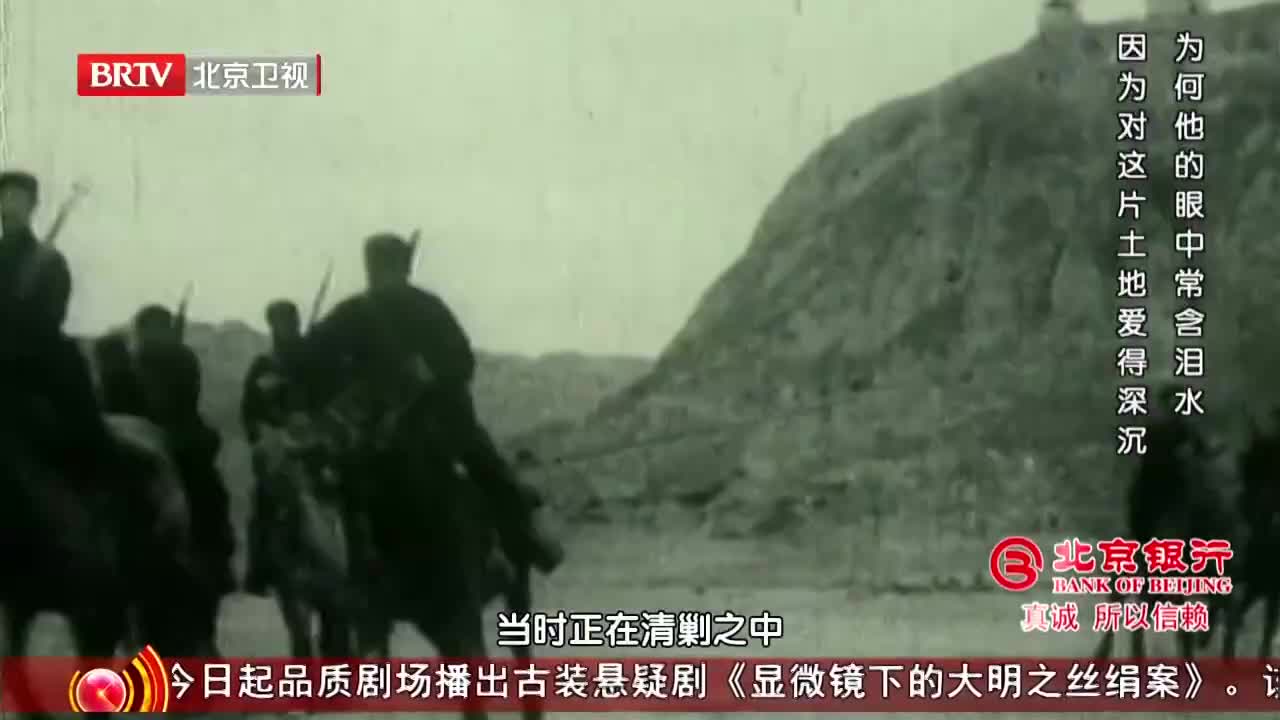 BRTV 北京卫视
为何他的眼中常含泪水
因为对这片土地爱得深沉
北京银行
BANK OF BEIJING
真诚 所以信赖
当时正在清剿之中
今日起品质剧场播出古装悬疑剧《显微镜下的大明之丝绢案》。